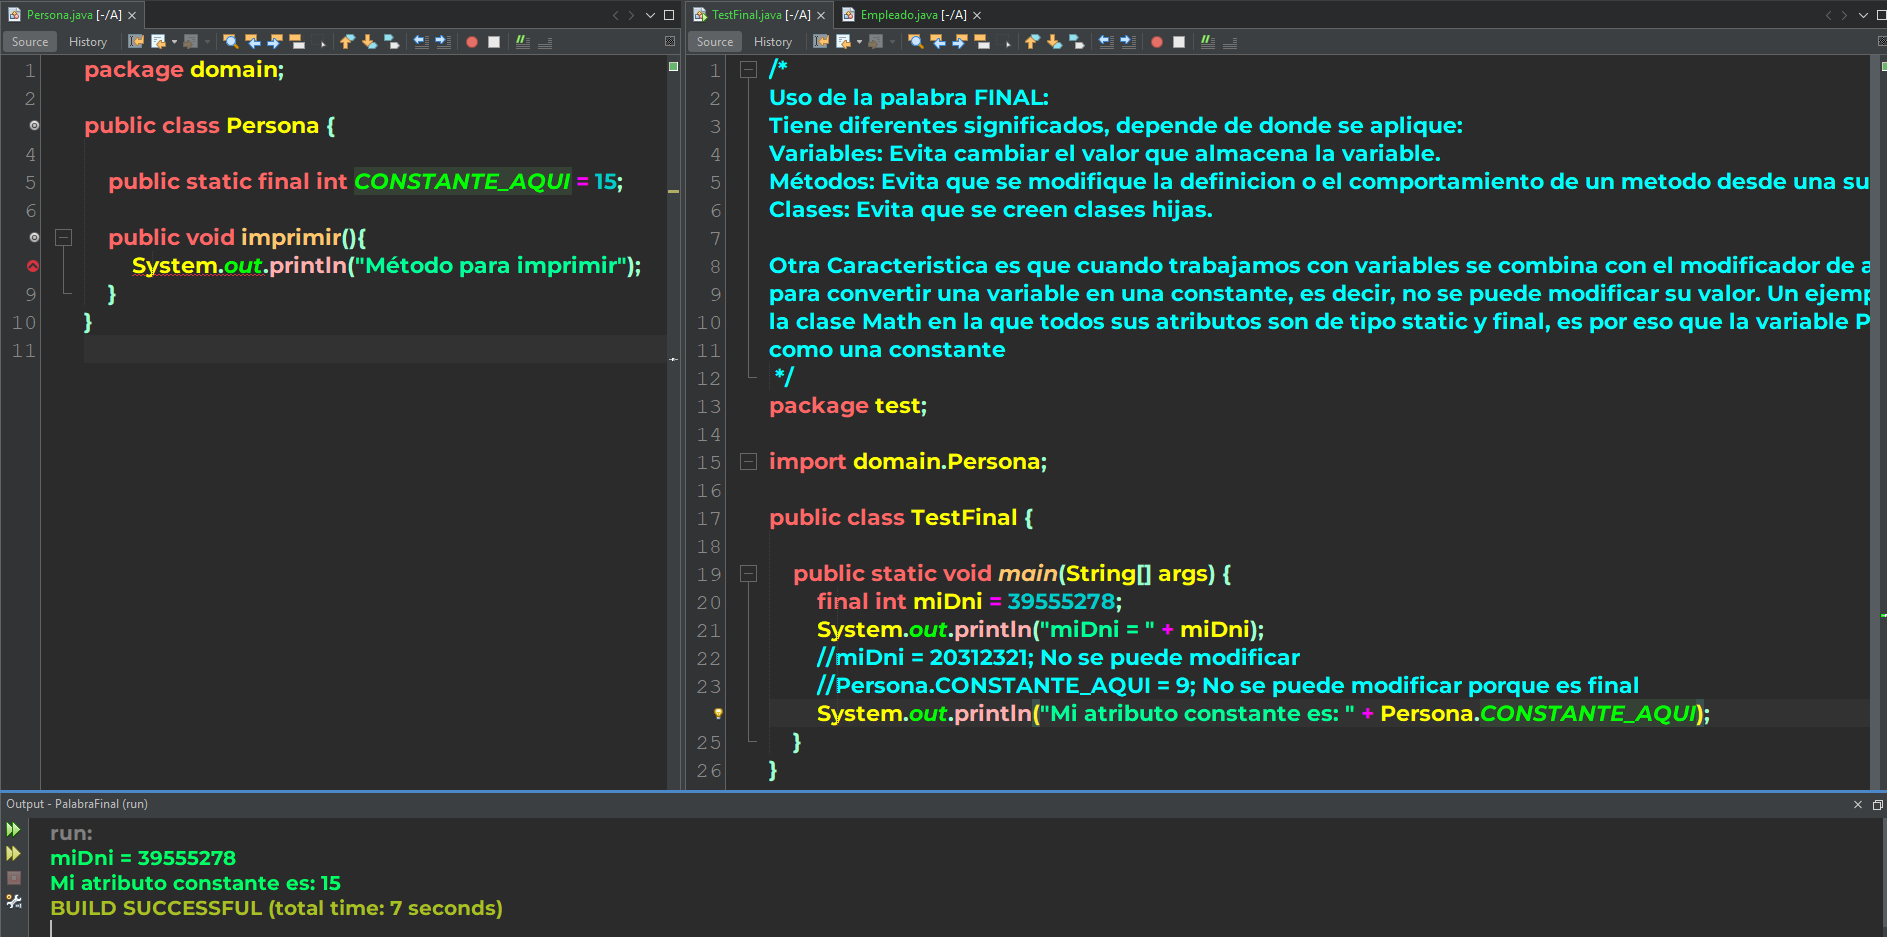 Persona.java [-/A]
Source History
1 package domain;
2
public class Persona {
4
5 public static final int CONSTANTE_AQUI = 15;
6
public void imprimir(){
System.out.println("Método para imprimir");
9 }
10 }
11
TestFinal.java [-/A] Empleado.java [-/A]
Source History
1 /*
2 Uso de la palabra FINAL:
3 Tiene diferentes significados, depende de donde se aplique:
4 Variables: Evita cambiar el valor que almacena la variable.
5 Métodos: Evita que se modifique la definicion o el comportamiento de un metodo desde una su
6 Clases: Evita que se creen clases hijas.
7
8 Otra Caracteristica es que cuando trabajamos con variables se combina con el modificador de a
9 para convertir una variable en una constante, es decir, no se puede modificar su valor. Un ejemp
10 la clase Math en la que todos sus atributos son de tipo static y final, es por eso que la variable P
11 como una constante
12 */
13 package test;
14
15 import domain.Persona;
16
17 public class TestFinal {
18
19 public static void main(String[] args) {
20 final int miDni = 39555278;
21 System.out.println("miDni = " + miDni);
22 //miDni = 20312321; No se puede modificar
23 //Persona.CONSTANTE_AQUI = 9; No se puede modificar porque es final
System.out.println("Mi atributo constante es: " + Persona.CONSTANTE_AQUI);
25 }
26 }
Output - PalabraFinal (run)
run:
miDni = 39555278
Mi atributo constante es: 15
BUILD SUCCESSFUL (total time: 7 seconds)